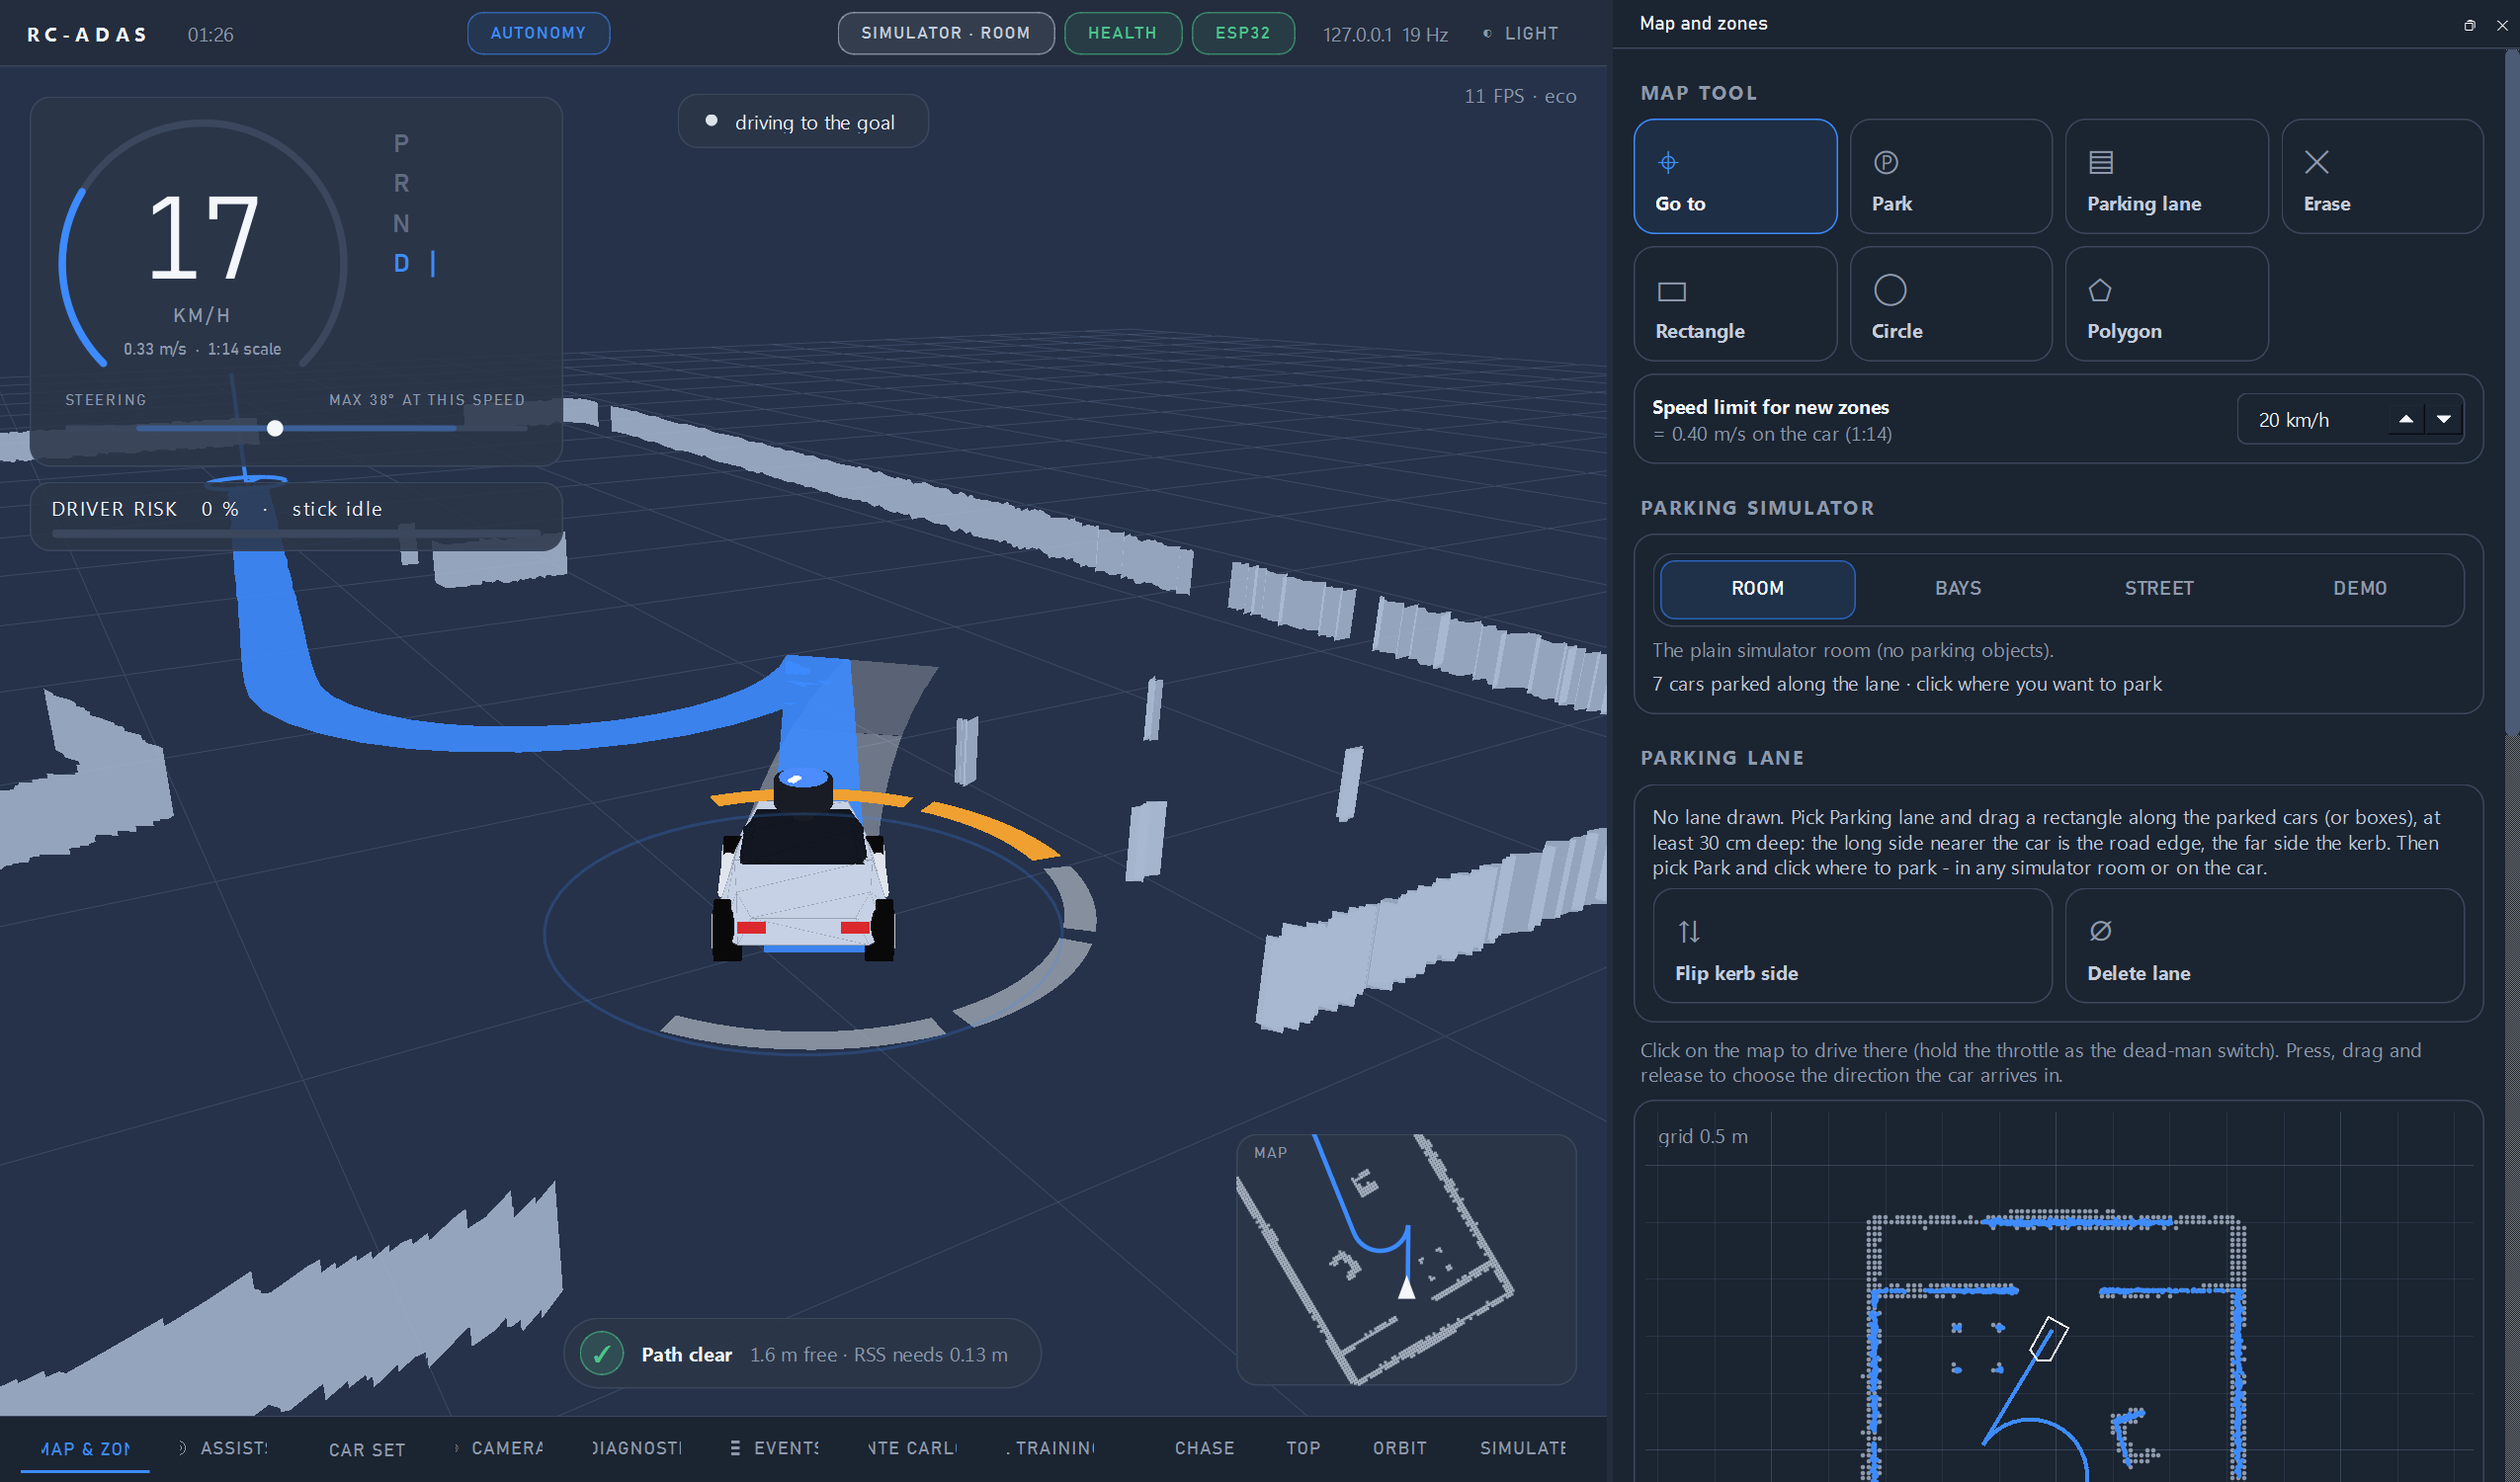 RC-ADAS 01:26 AUTONOMY SIMULATOR · ROOM HEALTH ESP32 127.0.0.1 19 Hz LIGHT
11 FPS · eco
driving to the goal
P
R
N
D
17
KM/H
0.33 m/s · 1:14 scale
STEERING MAX 38° AT THIS SPEED
DRIVER RISK 0 % · stick idle
MAP
✓ Path clear 1.6 m free · RSS needs 0.13 m
MAP & ZON ASSIST CAR SET CAMERA DIAGNOSTI EVENTS NTE CARL . TRAINING CHASE TOP ORBIT SIMULATE
Map and zones
MAP TOOL
Go to
Park
Parking lane
Erase
Rectangle
Circle
Polygon
Speed limit for new zones
= 0.40 m/s on the car (1:14)
20 km/h
PARKING SIMULATOR
ROOM BAYS STREET DEMO
The plain simulator room (no parking objects).
7 cars parked along the lane · click where you want to park
PARKING LANE
No lane drawn. Pick Parking lane and drag a rectangle along the parked cars (or boxes), at
least 30 cm deep: the long side nearer the car is the road edge, the far side the kerb. Then
pick Park and click where to park - in any simulator room or on the car.
Flip kerb side
Delete lane
Click on the map to drive there (hold the throttle as the dead-man switch). Press, drag and
release to choose the direction the car arrives in.
grid 0.5 m